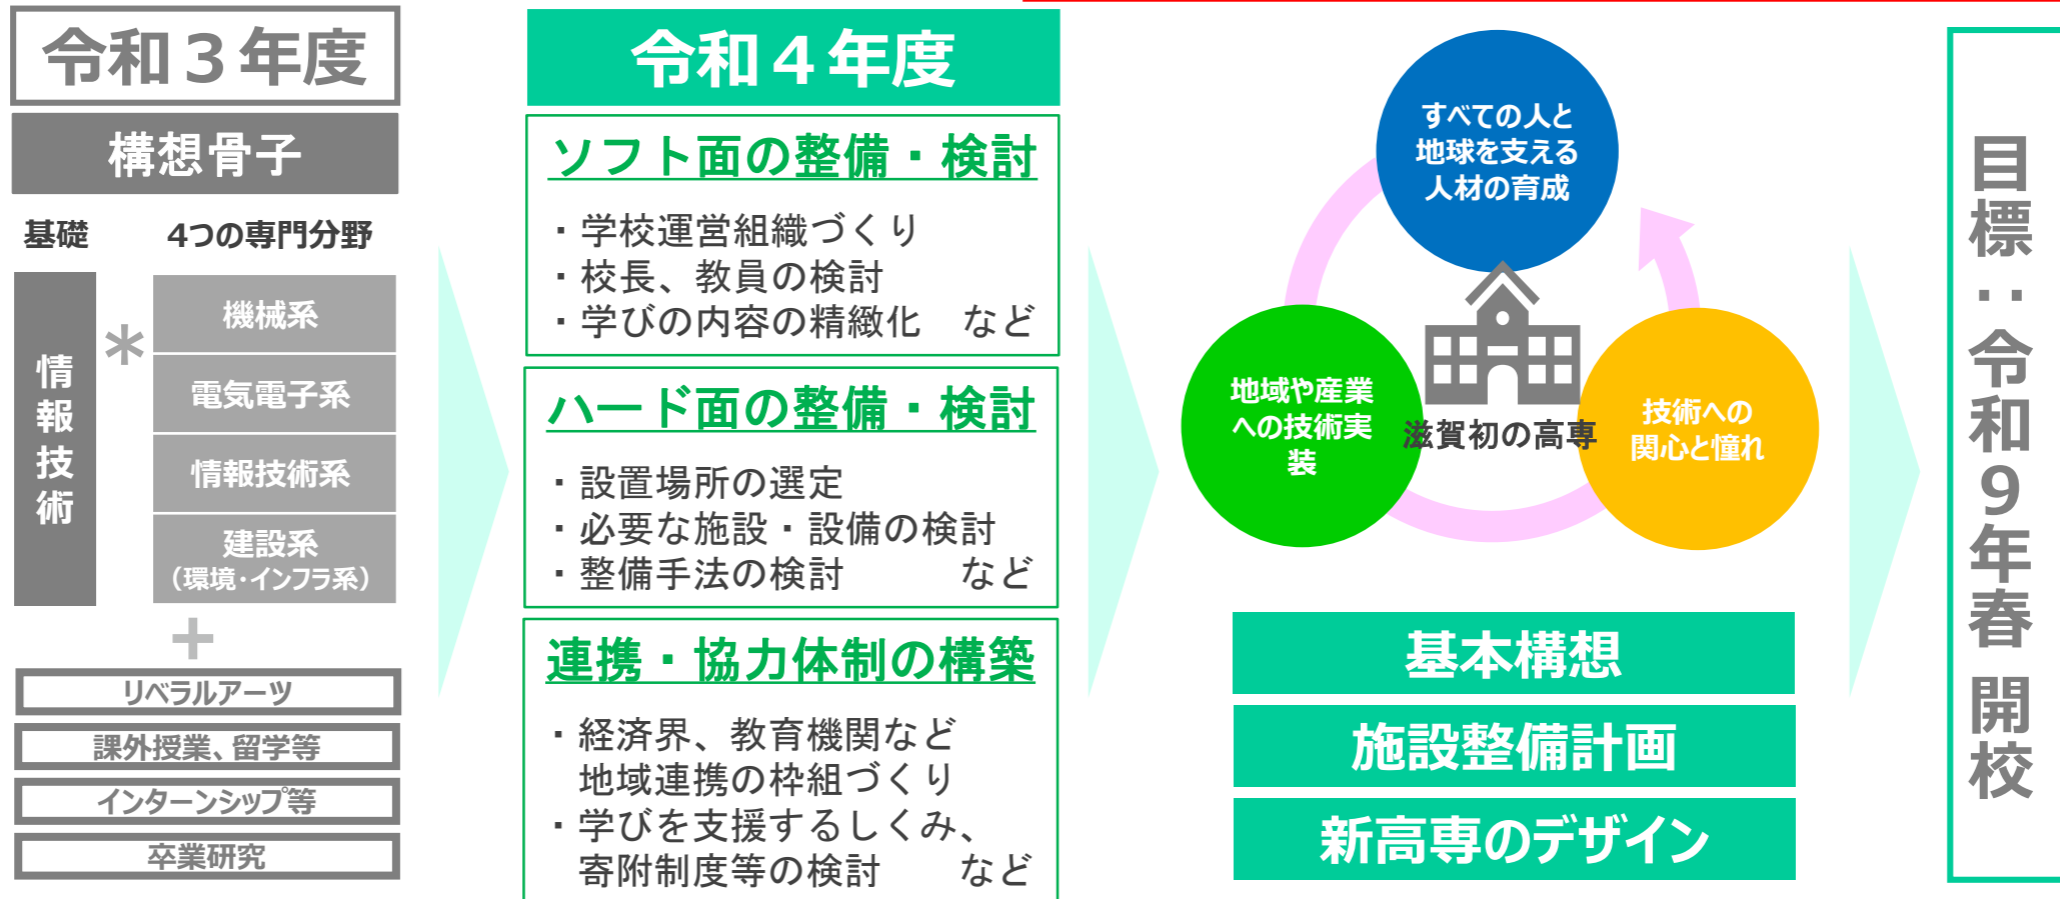 令和３年度
構想骨子
基礎
4つの専門分野
情報技術
*
機械系
電気電子系
情報技術系
建設系
（環境・インフラ系）
+
リベラルアーツ
課外授業、留学等
インターンシップ等
卒業研究
令和４年度
ソフト面の整備・検討
・学校運営組織づくり
・校長、教員の検討
・学びの内容の精緻化　など
ハード面の整備・検討
・設置場所の選定
・必要な施設・設備の検討
・整備手法の検討　　　など
連携・協力体制の構築
・経済界、教育機関など
地域連携の枠組づくり
・学びを支援するしくみ、
寄附制度等の検討　　など
すべての人と
地球を支える
人材の育成
地域や産業
への技術実
装
滋賀初の高専
技術への
関心と憧れ
基本構想
施設整備計画
新高専のデザイン
目標：令和９年春 開校